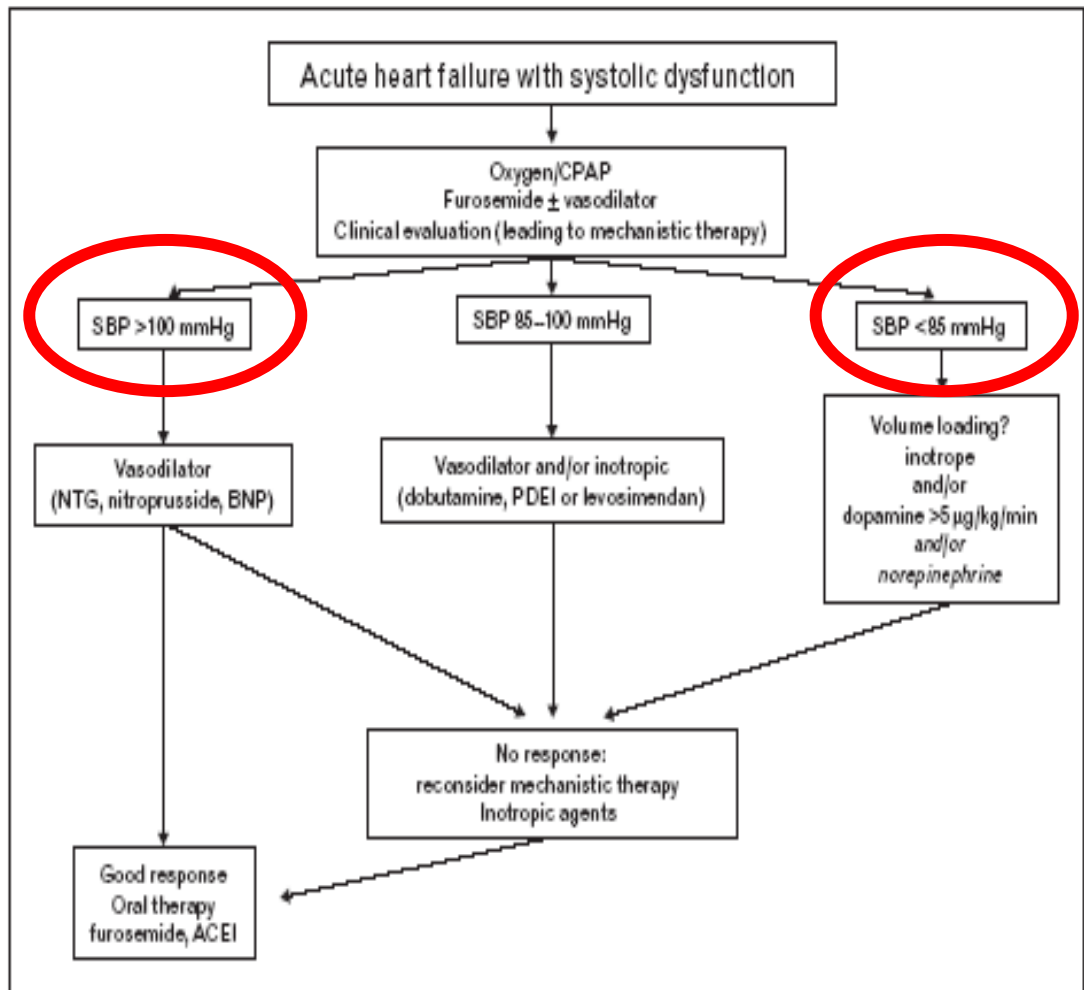 Acute heart failure with systolic dysfunction
Oxygen/CPAP
Furosemide ± vasodilator
Clinical evaluation (leading to mechanistic therapy)
SBP >100 mmHg
SBP 85–100 mmHg
SBP <85 mmHg
Vasodilator
(NTG, nitroprusside, BNP)
Vasodilator and/or inotropic
(dobutamine, PDEI or levosimendan)
Volume loading?
inotrope
and/or
dopamine >5 µg/kg/min
and/or
norepinephrine
No response:
reconsider mechanistic therapy
Inotropic agents
Good response
Oral therapy
furosemide, ACEI